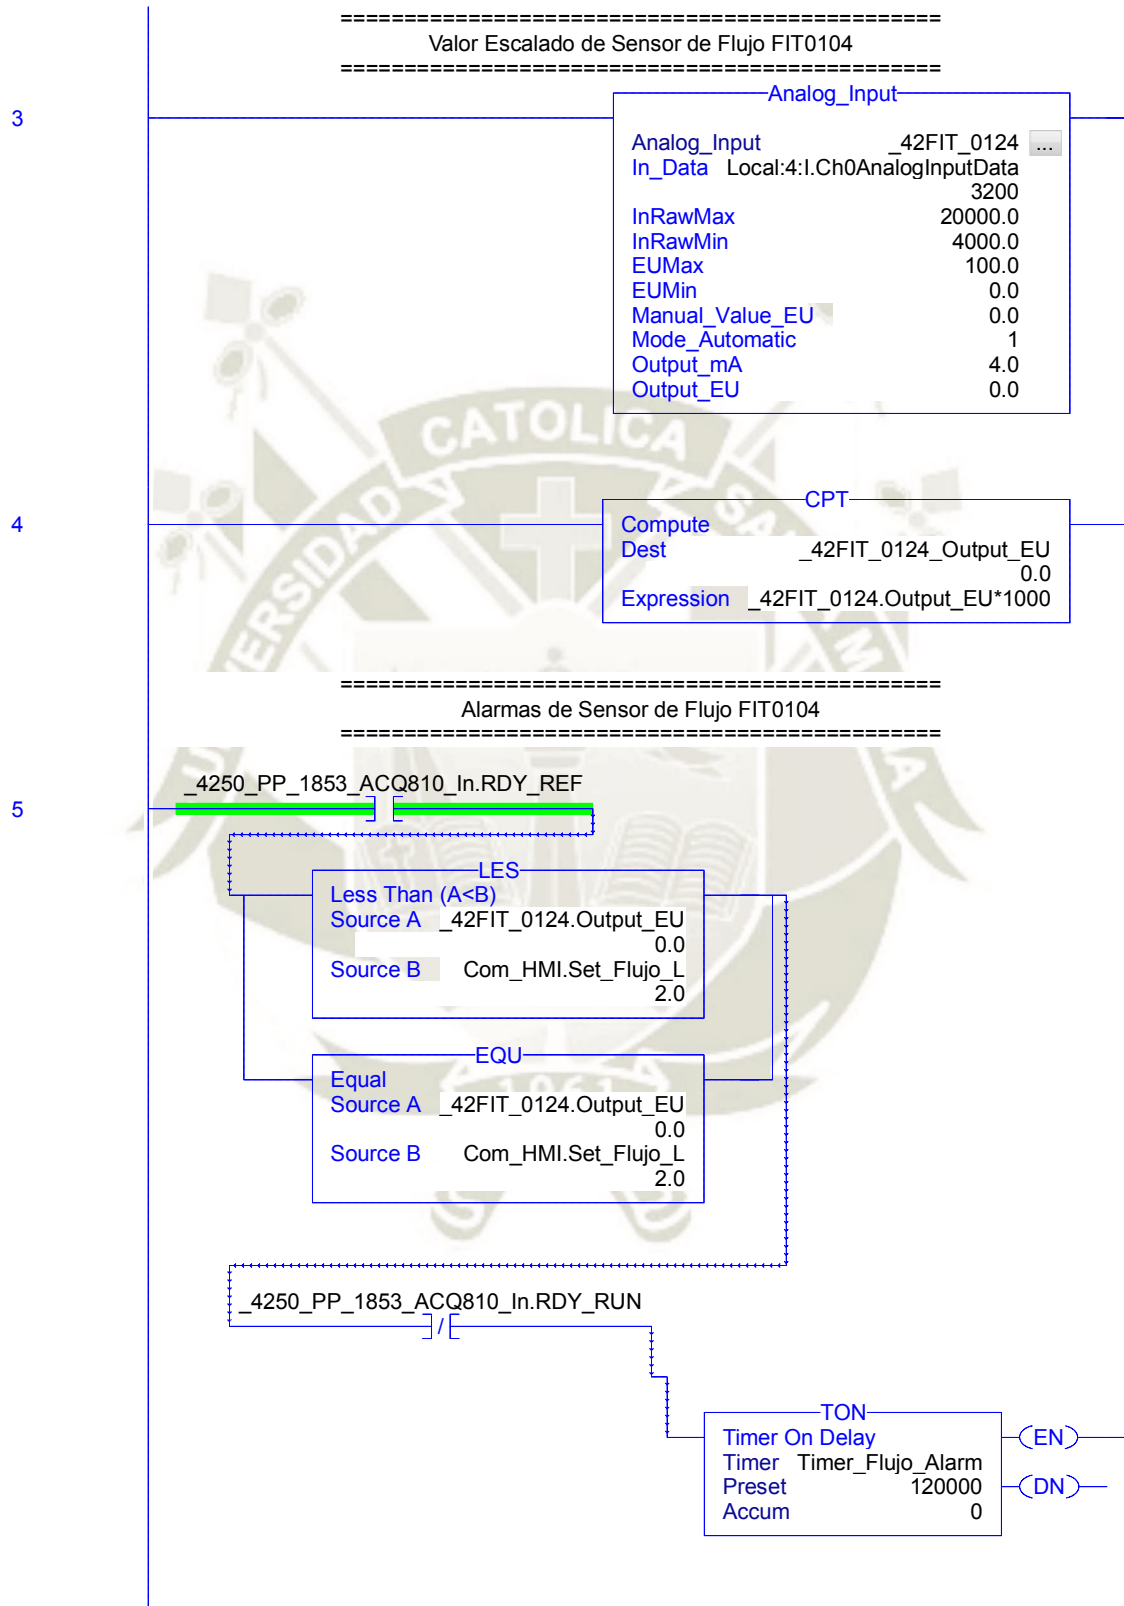 ===============================================
Valor Escalado de Sensor de Flujo FIT0104
===============================================
3
Analog_Input
Analog_Input _42FIT_0124 ...
In_Data Local:4:I.Ch0AnalogInputData
3200
InRawMax 20000.0
InRawMin 4000.0
EUMax 100.0
EUMin 0.0
Manual_Value_EU 0.0
Mode_Automatic 1
Output_mA 4.0
Output_EU 0.0
CATOLICA
UNIVERSIDAD
SANTA MARIA
4
CPT
Compute
Dest _42FIT_0124_Output_EU
0.0
Expression _42FIT_0124.Output_EU*1000
===============================================
Alarmas de Sensor de Flujo FIT0104
===============================================
5
_4250_PP_1853_ACQ810_In.RDY_REF
LES
Less Than (A<B)
Source A _42FIT_0124.Output_EU
0.0
Source B Com_HMI.Set_Flujo_L
2.0
EQU
Equal
Source A _42FIT_0124.Output_EU
0.0
Source B Com_HMI.Set_Flujo_L
2.0
1961
_4250_PP_1853_ACQ810_In.RDY_RUN
/
TON
Timer On Delay
Timer Timer_Flujo_Alarm
Preset 120000
Accum 0
EN
DN